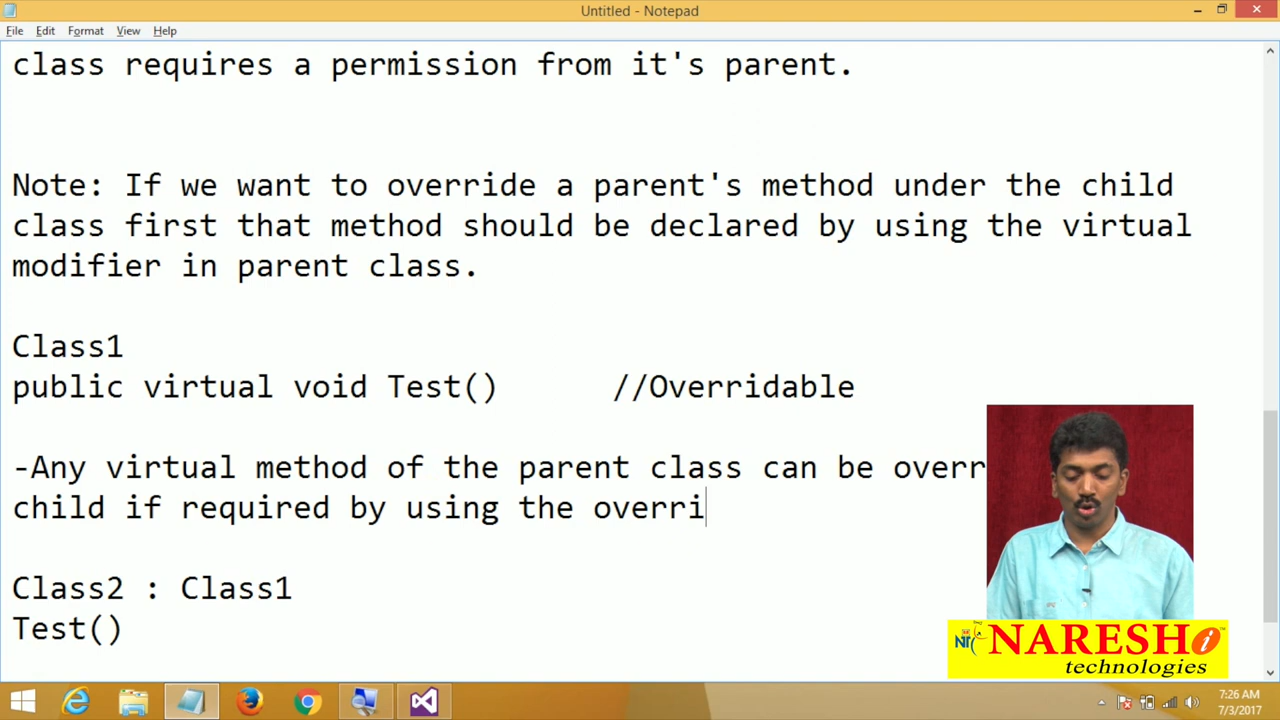 Untitled - Notepad
File Edit Format View Help
class requires a permission from it's parent.
Note: If we want to override a parent's method under the child
class first that method should be declared by using the virtual
modifier in parent class.
Class1
public virtual void Test() //Overridable
-Any virtual method of the parent class can be overr
child if required by using the overri
Class2 : Class1
Test()
NARESH i
technologies
7:26 AM
7/3/2017